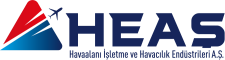 HEAŞ
Havaalanı İşletme ve Havacılık Endüstrileri A.Ş.